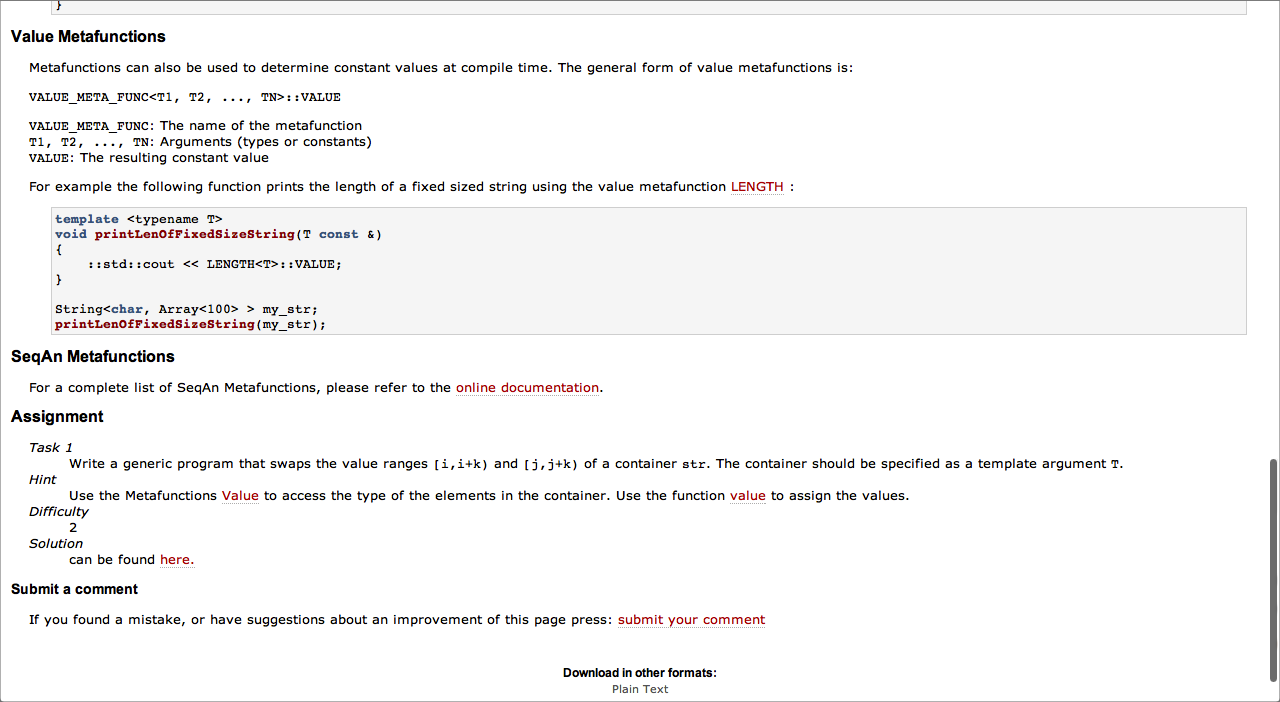 }
Value Metafunctions
Metafunctions can also be used to determine constant values at compile time. The general form of value metafunctions is:
VALUE_META_FUNC<T1, T2, ..., TN>::VALUE
VALUE_META_FUNC: The name of the metafunction
T1, T2, ..., TN: Arguments (types or constants)
VALUE: The resulting constant value
For example the following function prints the length of a fixed sized string using the value metafunction LENGTH :
template <typename T>
void printLenOfFixedSizeString(T const &)
{
    ::std::cout << LENGTH<T>::VALUE;
}
String<char, Array<100> > my_str;
printLenOfFixedSizeString(my_str);
SeqAn Metafunctions
For a complete list of SeqAn Metafunctions, please refer to the online documentation.
Assignment
Task 1
Write a generic program that swaps the value ranges [i,i+k) and [j,j+k) of a container str. The container should be specified as a template argument T.
Hint
Use the Metafunctions Value to access the type of the elements in the container. Use the function value to assign the values.
Difficulty
2
Solution
can be found here.
Submit a comment
If you found a mistake, or have suggestions about an improvement of this page press: submit your comment
Download in other formats:
Plain Text